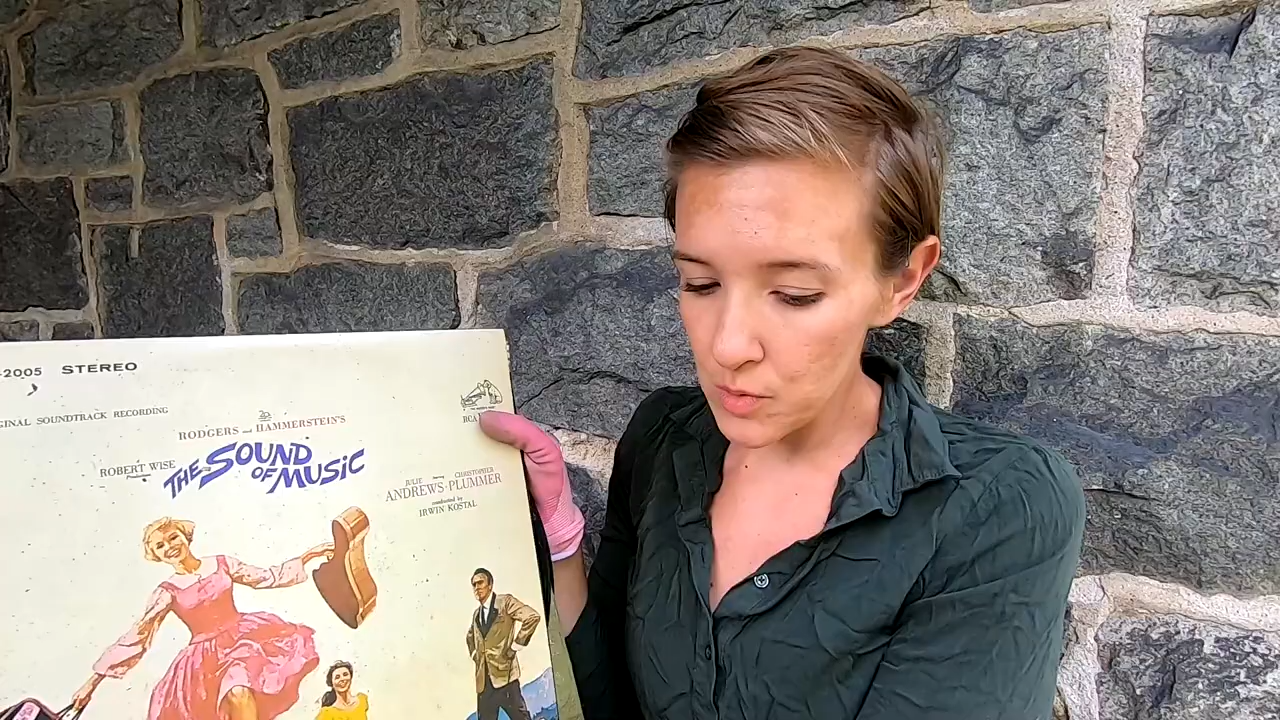 -2005 STEREO
GINAL SOUNDTRACK RECORDING
RCA
RODGERS and HAMMERSTEIN'S
ROBERT WISE
THE SOUND
OF MUSIC
JULIE CHRISTOPHER
ANDREWS · PLUMMER
conducted by
IRWIN KOSTAL